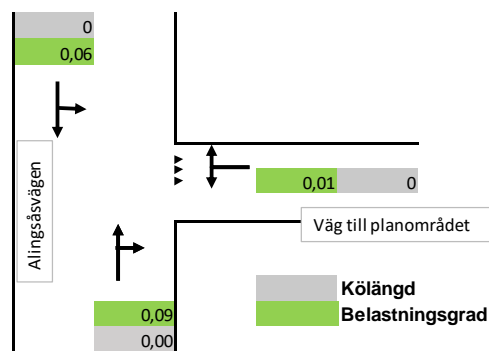 0
0,06
Alingsåsvägen
0,01 0
Väg till planområdet
Kölängd
0,09
Belastningsgrad
0,00